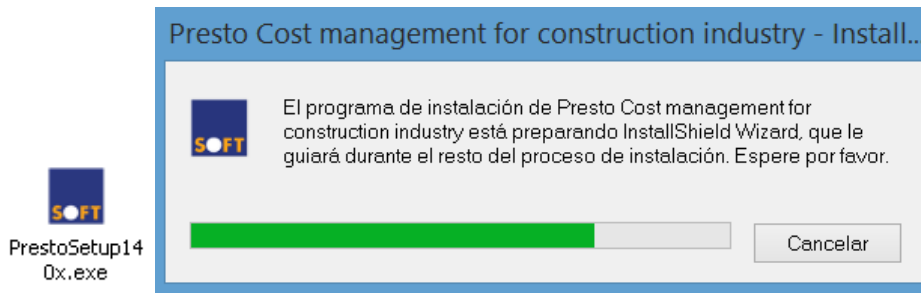 Presto Cost management for construction industry - Install...
El programa de instalación de Presto Cost management for
construction industry está preparando InstallShield Wizard, que le
guiará durante el resto del proceso de instalación. Espere por favor.
SOFT
Cancelar
SOFT
PrestoSetup14
0x.exe